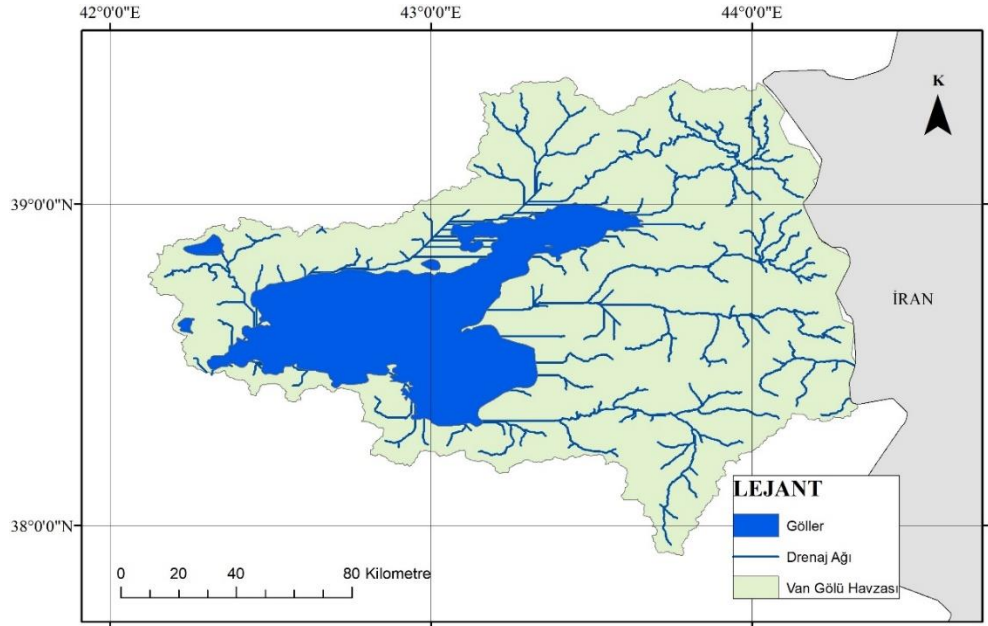 42°0'0"E 43°0'0"E 44°0'0"E
K
39°0'0"N
İRAN
38°0'0"N
LEJANT
Göller
Drenaj Ağı
Van Gölü Havzası
0 20 40 80 Kilometre